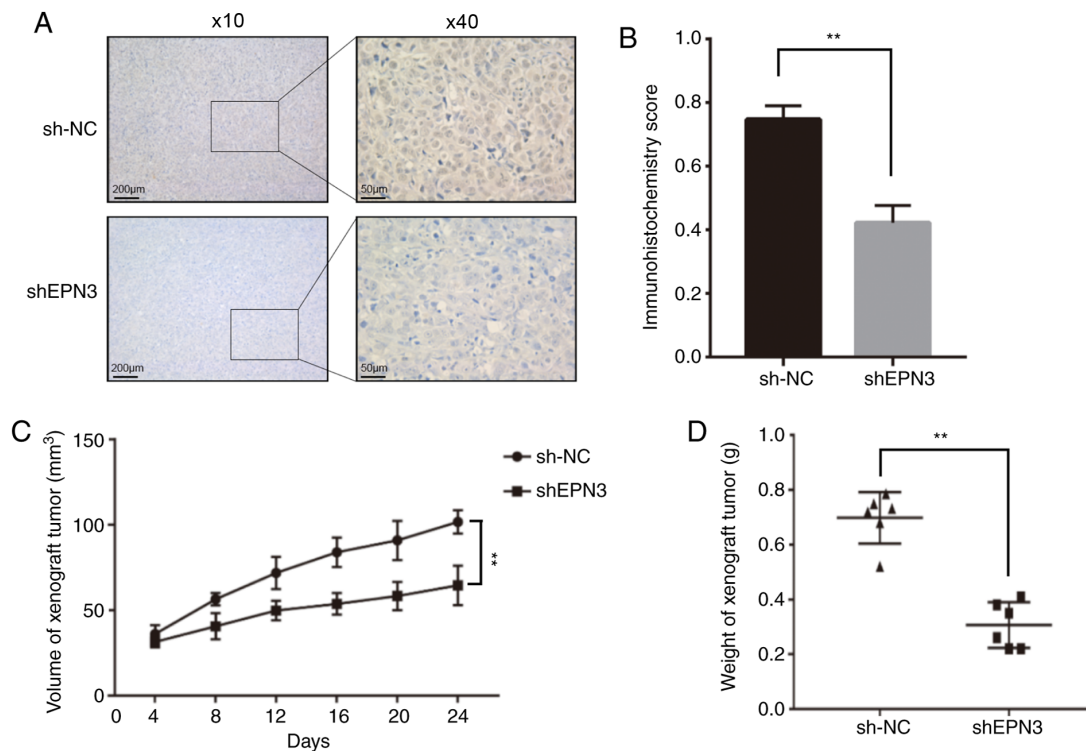 A
x10
x40
sh-NC
200μm
50μm
shEPN3
200μm
50μm
B
Immunohistochemistry score
1.0
0.8
0.6
0.4
0.2
0.0
**
sh-NC
shEPN3
C
Volume of xenograft tumor (mm³)
150
100
50
0
0
4
8
12
16
20
24
Days
sh-NC
shEPN3
**
D
Weight of xenograft tumor (g)
1.0
0.8
0.6
0.4
0.2
0.0
**
sh-NC
shEPN3